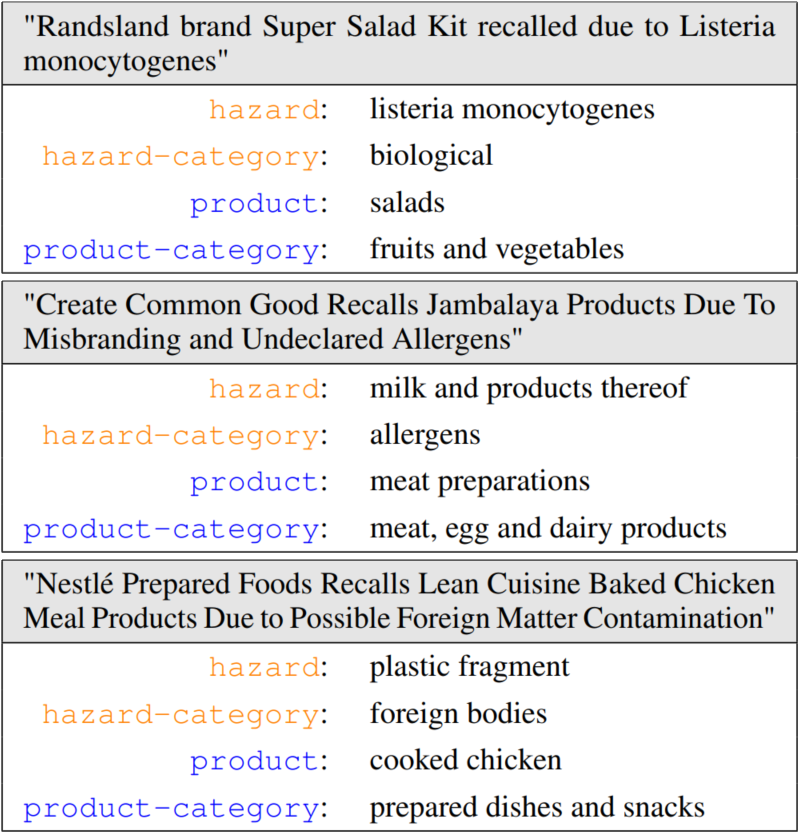 "Randsland brand Super Salad Kit recalled due to Listeria
monocytogenes"
hazard: listeria monocytogenes
hazard-category: biological
product: salads
product-category: fruits and vegetables
"Create Common Good Recalls Jambalaya Products Due To
Misbranding and Undeclared Allergens"
hazard: milk and products thereof
hazard-category: allergens
product: meat preparations
product-category: meat, egg and dairy products
"Nestlé Prepared Foods Recalls Lean Cuisine Baked Chicken
Meal Products Due to Possible Foreign Matter Contamination"
hazard: plastic fragment
hazard-category: foreign bodies
product: cooked chicken
product-category: prepared dishes and snacks